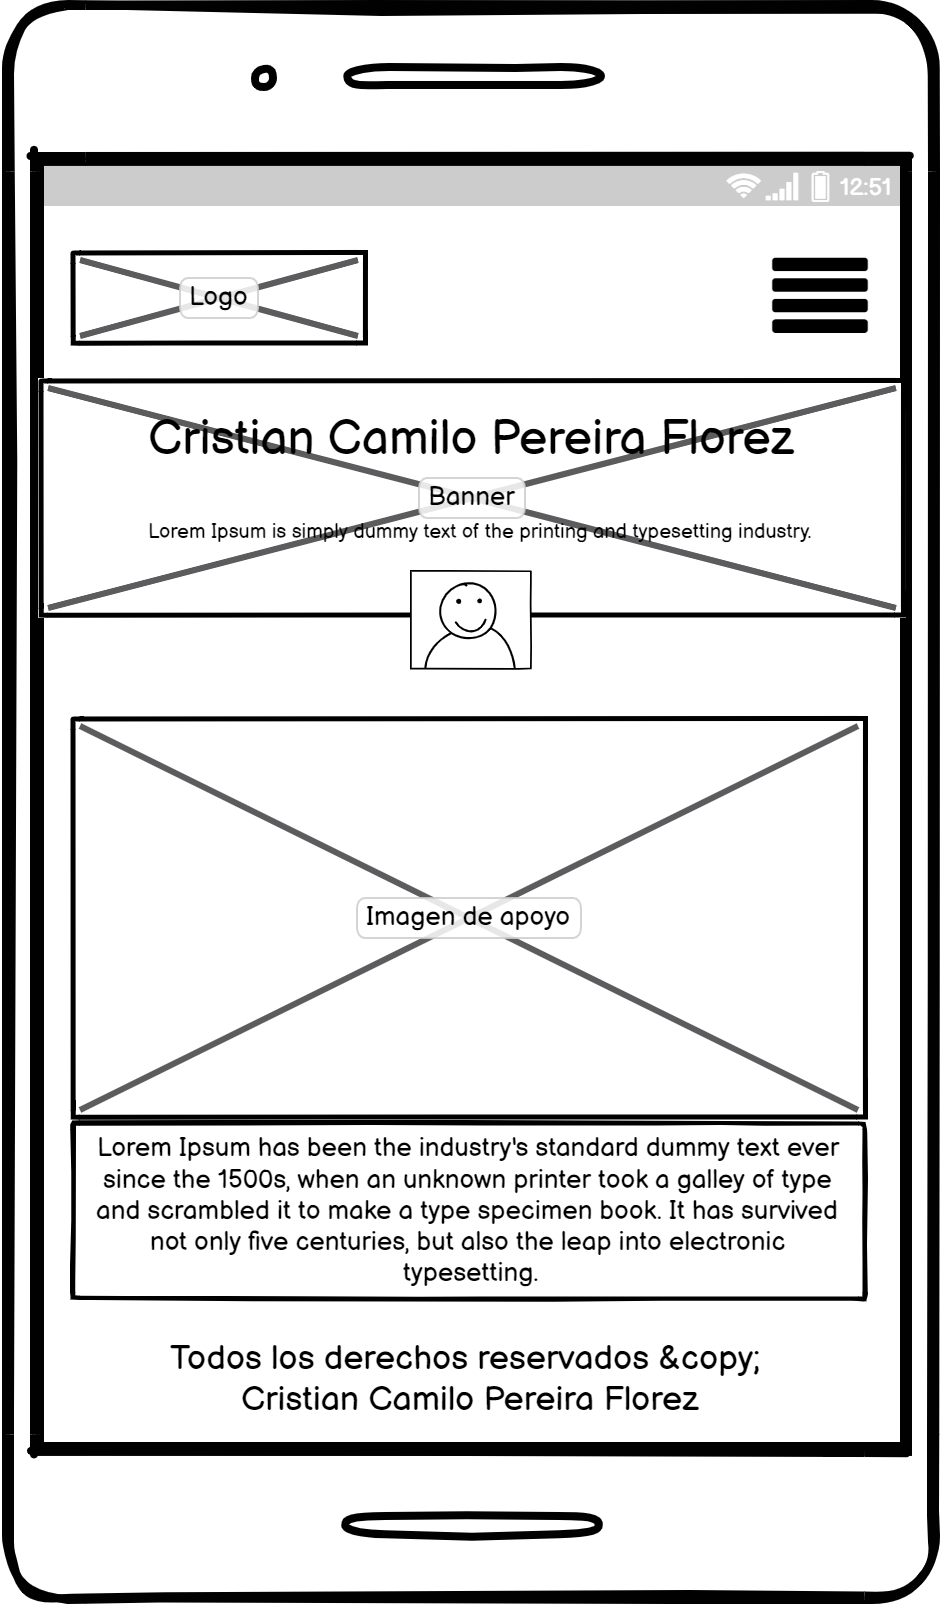 12:51
Logo
Cristian Camilo Pereira Florez
Banner
Lorem Ipsum is simply dummy text of the printing and typesetting industry.
Imagen de apoyo
Lorem Ipsum has been the industry's standard dummy text ever
since the 1500s, when an unknown printer took a galley of type
and scrambled it to make a type specimen book. It has survived
not only five centuries, but also the leap into electronic
typesetting.
Todos los derechos reservados &copy;
Cristian Camilo Pereira Florez